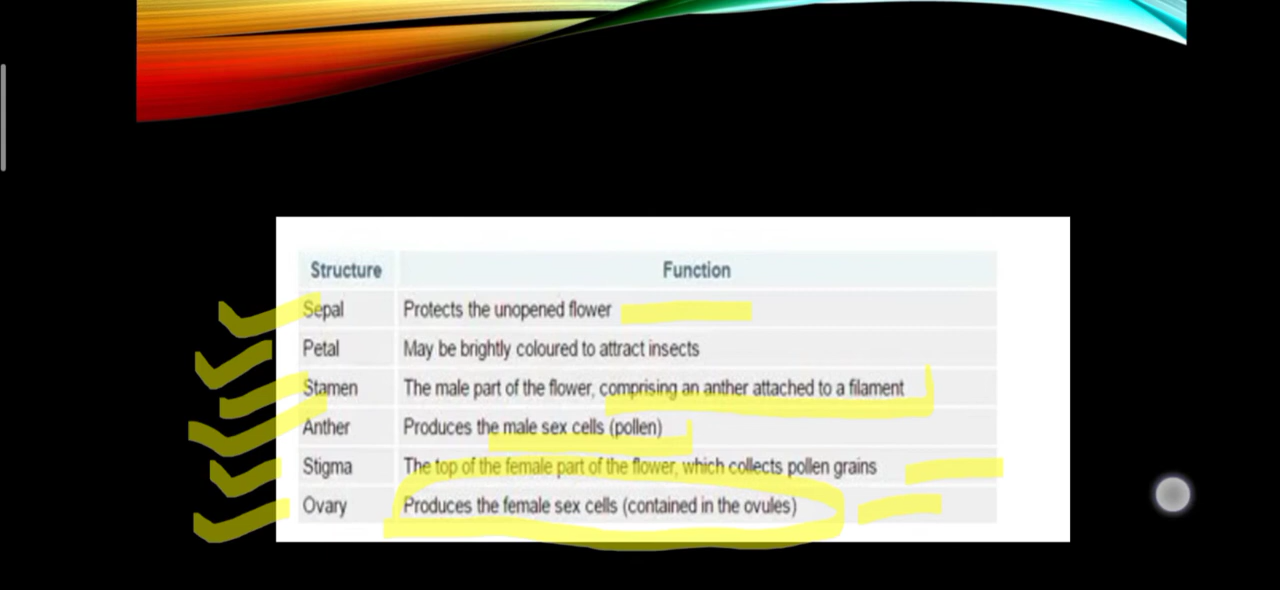 Structure Function
Sepal Protects the unopened flower
Petal May be brightly coloured to attract insects
Stamen The male part of the flower, comprising an anther attached to a filament
Anther Produces the male sex cells (pollen)
Stigma The top of the female part of the flower, which collects pollen grains
Ovary Produces the female sex cells (contained in the ovules)